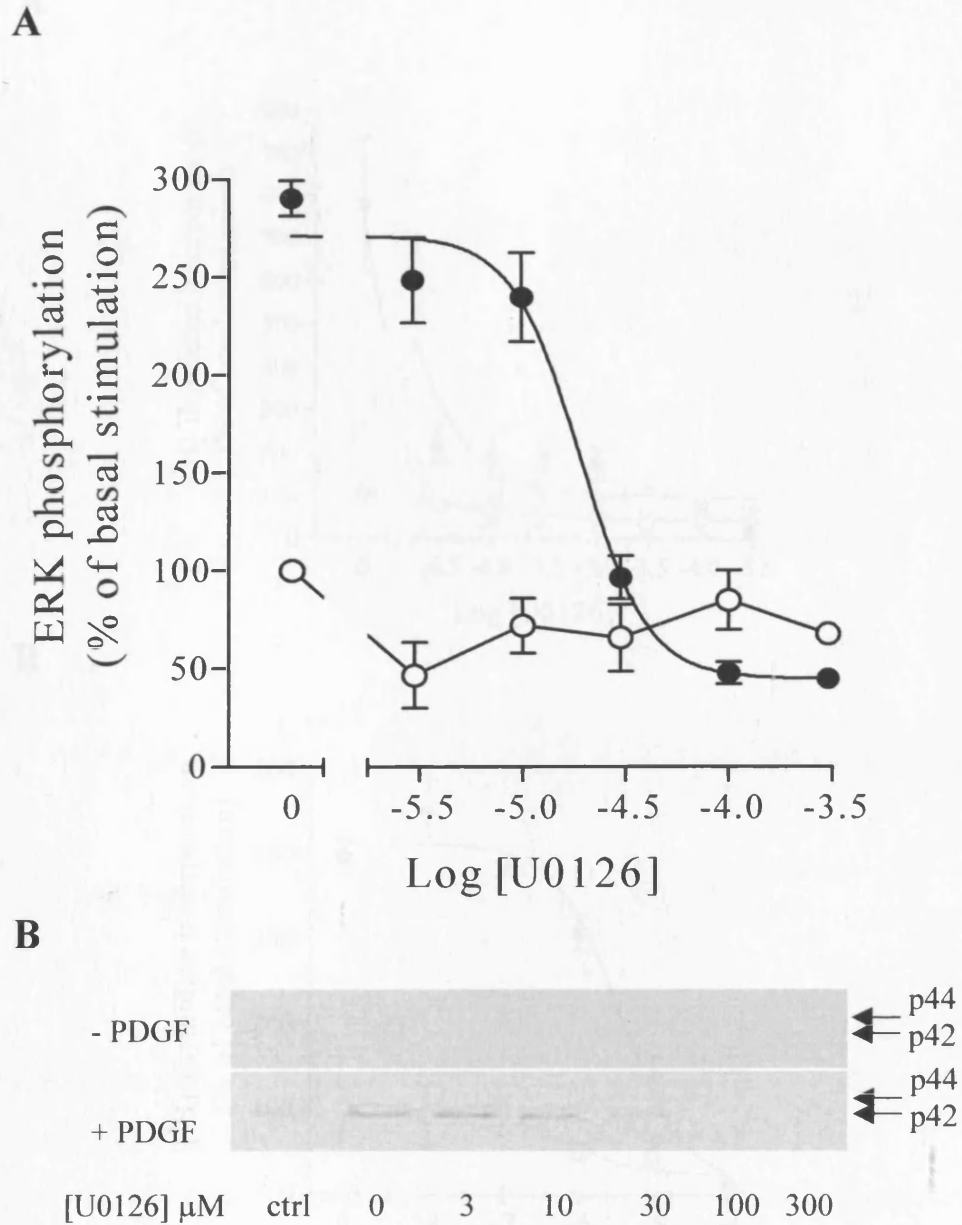 A
300
250
200
150
100
50
0
ERK phosphorylation
(% of basal stimulation)
0 -5.5 -5.0 -4.5 -4.0 -3.5
Log [U0126]
B
- PDGF
p44
p42
+ PDGF
p44
p42
[U0126] μM ctrl 0 3 10 30 100 300